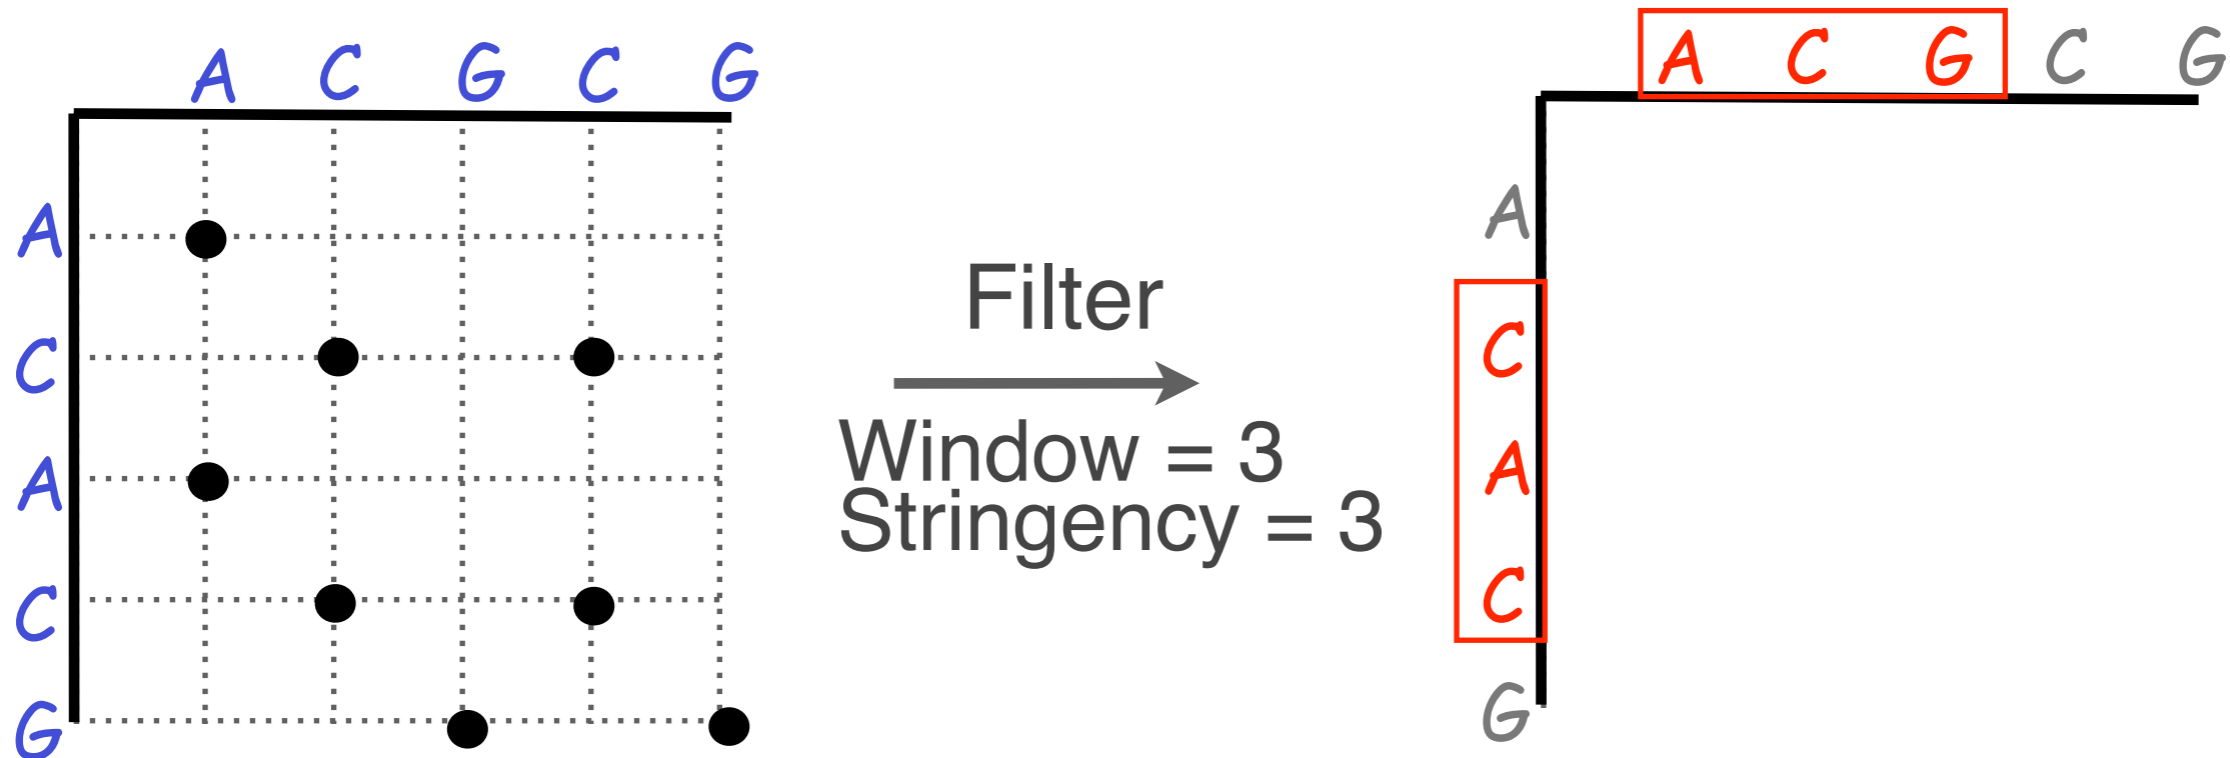 A C G C G
A
C
A
C
G
Filter
Window = 3
Stringency = 3
A C G C G
A
C
A
C
G